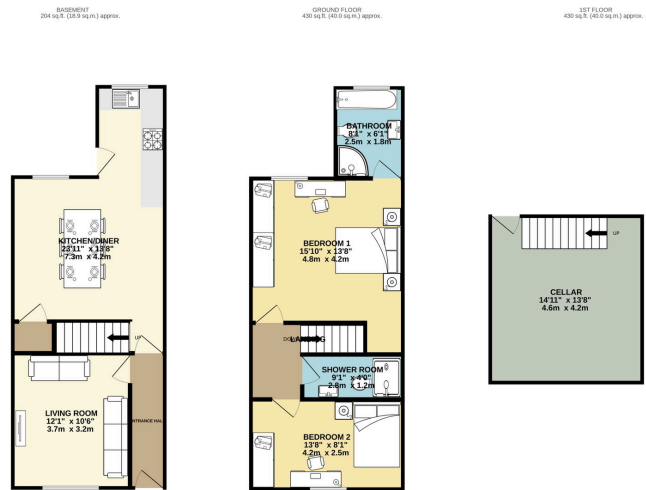 BASEMENT
204 sq.ft. (18.9 sq.m.) approx.
GROUND FLOOR
430 sq.ft. (40.0 sq.m.) approx.
1ST FLOOR
430 sq.ft. (40.0 sq.m.) approx.
KITCHEN/DINER
23'11" x 13'8"
7.3m x 4.2m
UP
LIVING ROOM
12'1" x 10'6"
3.7m x 3.2m
ENTRANCE HALL
BATHROOM
8'1" x 6'1"
2.5m x 1.8m
BEDROOM 1
15'10" x 13'8"
4.8m x 4.2m
LANDING
SHOWER ROOM
9'1" x 4'0"
2.8m x 1.2m
BEDROOM 2
13'8" x 8'1"
4.2m x 2.5m
UP
CELLAR
14'11" x 13'8"
4.6m x 4.2m